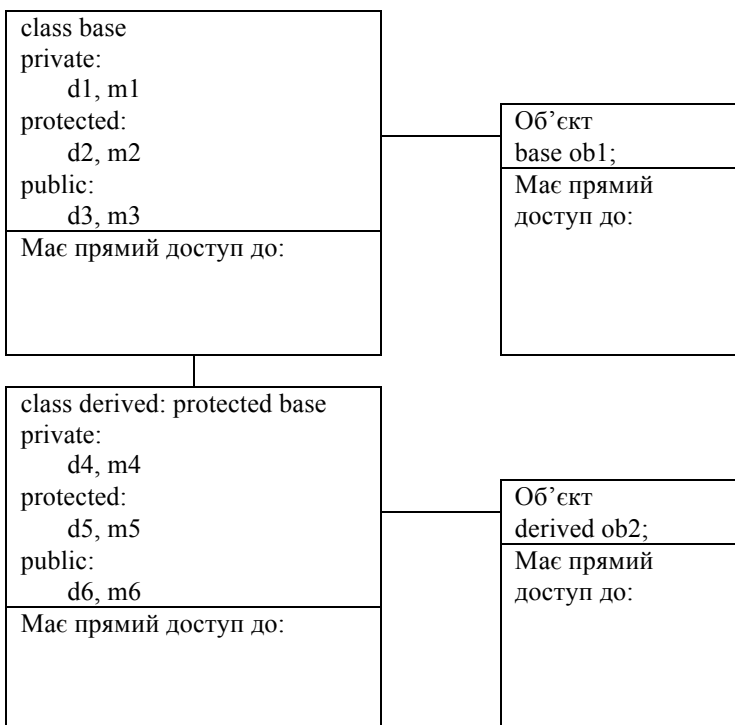 class base
private:
d1, m1
protected:
d2, m2
public:
d3, m3
Має прямий доступ до:
Об’єкт
base ob1;
Має прямий
доступ до:
class derived: protected base
private:
d4, m4
protected:
d5, m5
public:
d6, m6
Має прямий доступ до:
Об’єкт
derived ob2;
Має прямий
доступ до: